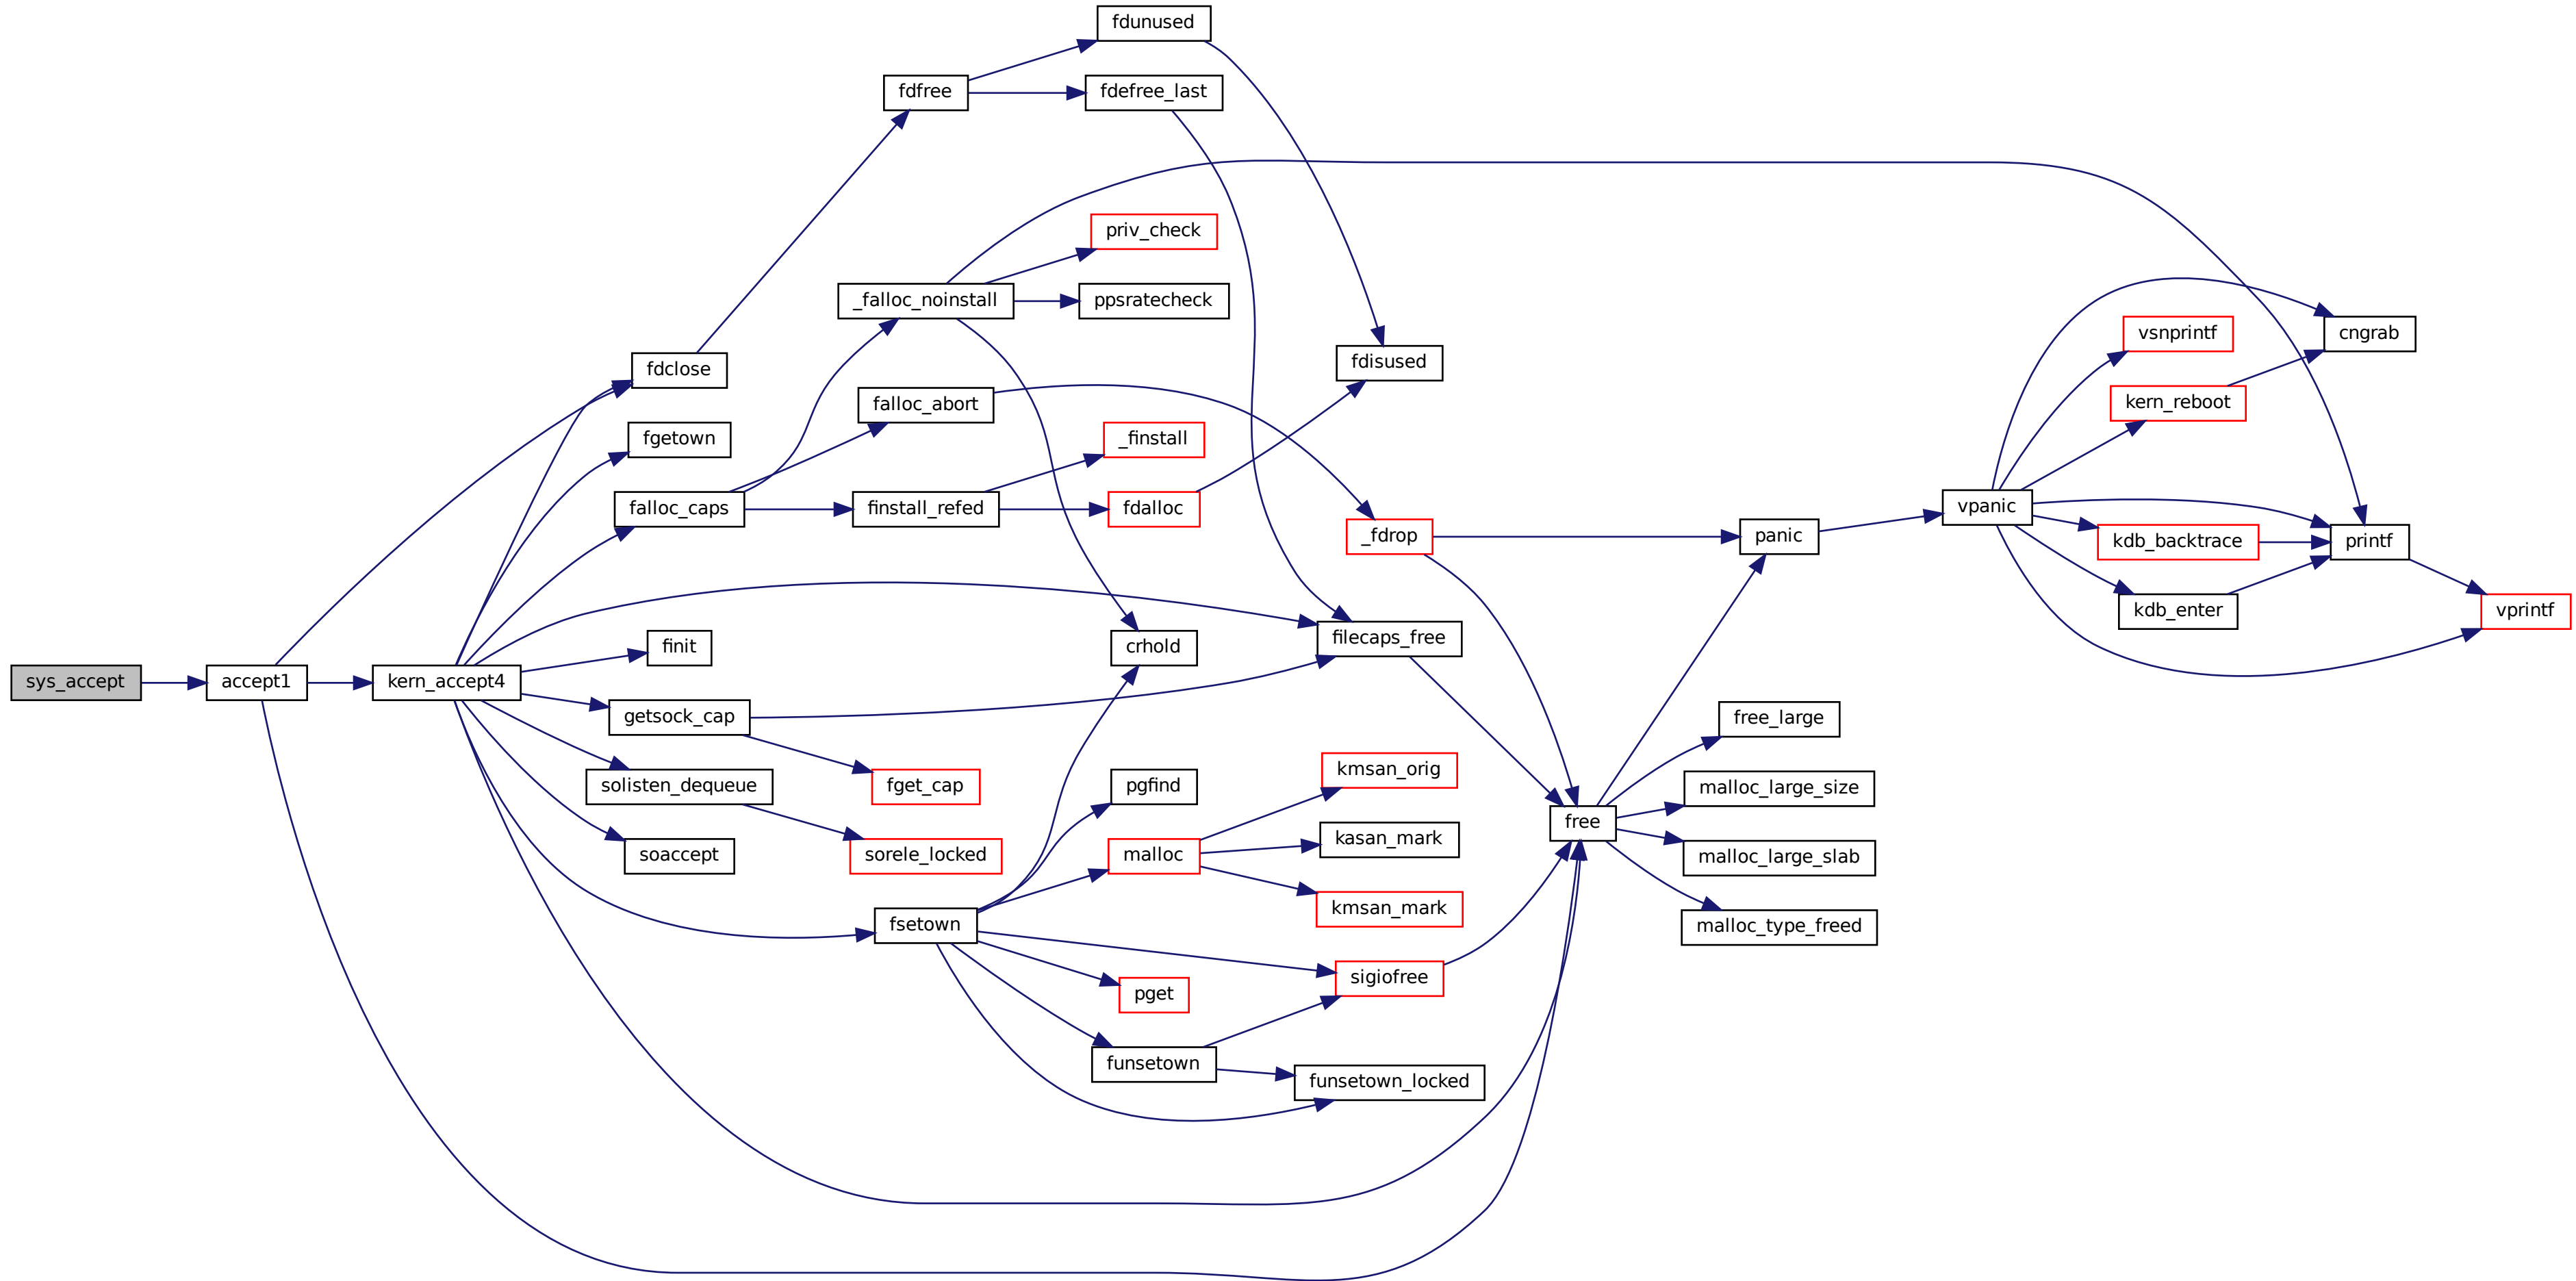 sys_accept
accept1
kern_accept4
fdclose
fgetown
falloc_caps
finit
getsock_cap
solisten_dequeue
soaccept
fdfree
_falloc_noinstall
falloc_abort
finstall_refed
fget_cap
sorele_locked
fsetown
fdunused
fdefree_last
priv_check
ppsratecheck
_finstall
fdalloc
crhold
pgfind
malloc
pget
funsetown
fdisused
_fdrop
filecaps_free
kmsan_orig
kasan_mark
kmsan_mark
sigiofree
funsetown_locked
free
panic
free_large
malloc_large_size
malloc_large_slab
malloc_type_freed
vpanic
vsnprintf
kern_reboot
kdb_backtrace
kdb_enter
cngrab
printf
vprintf